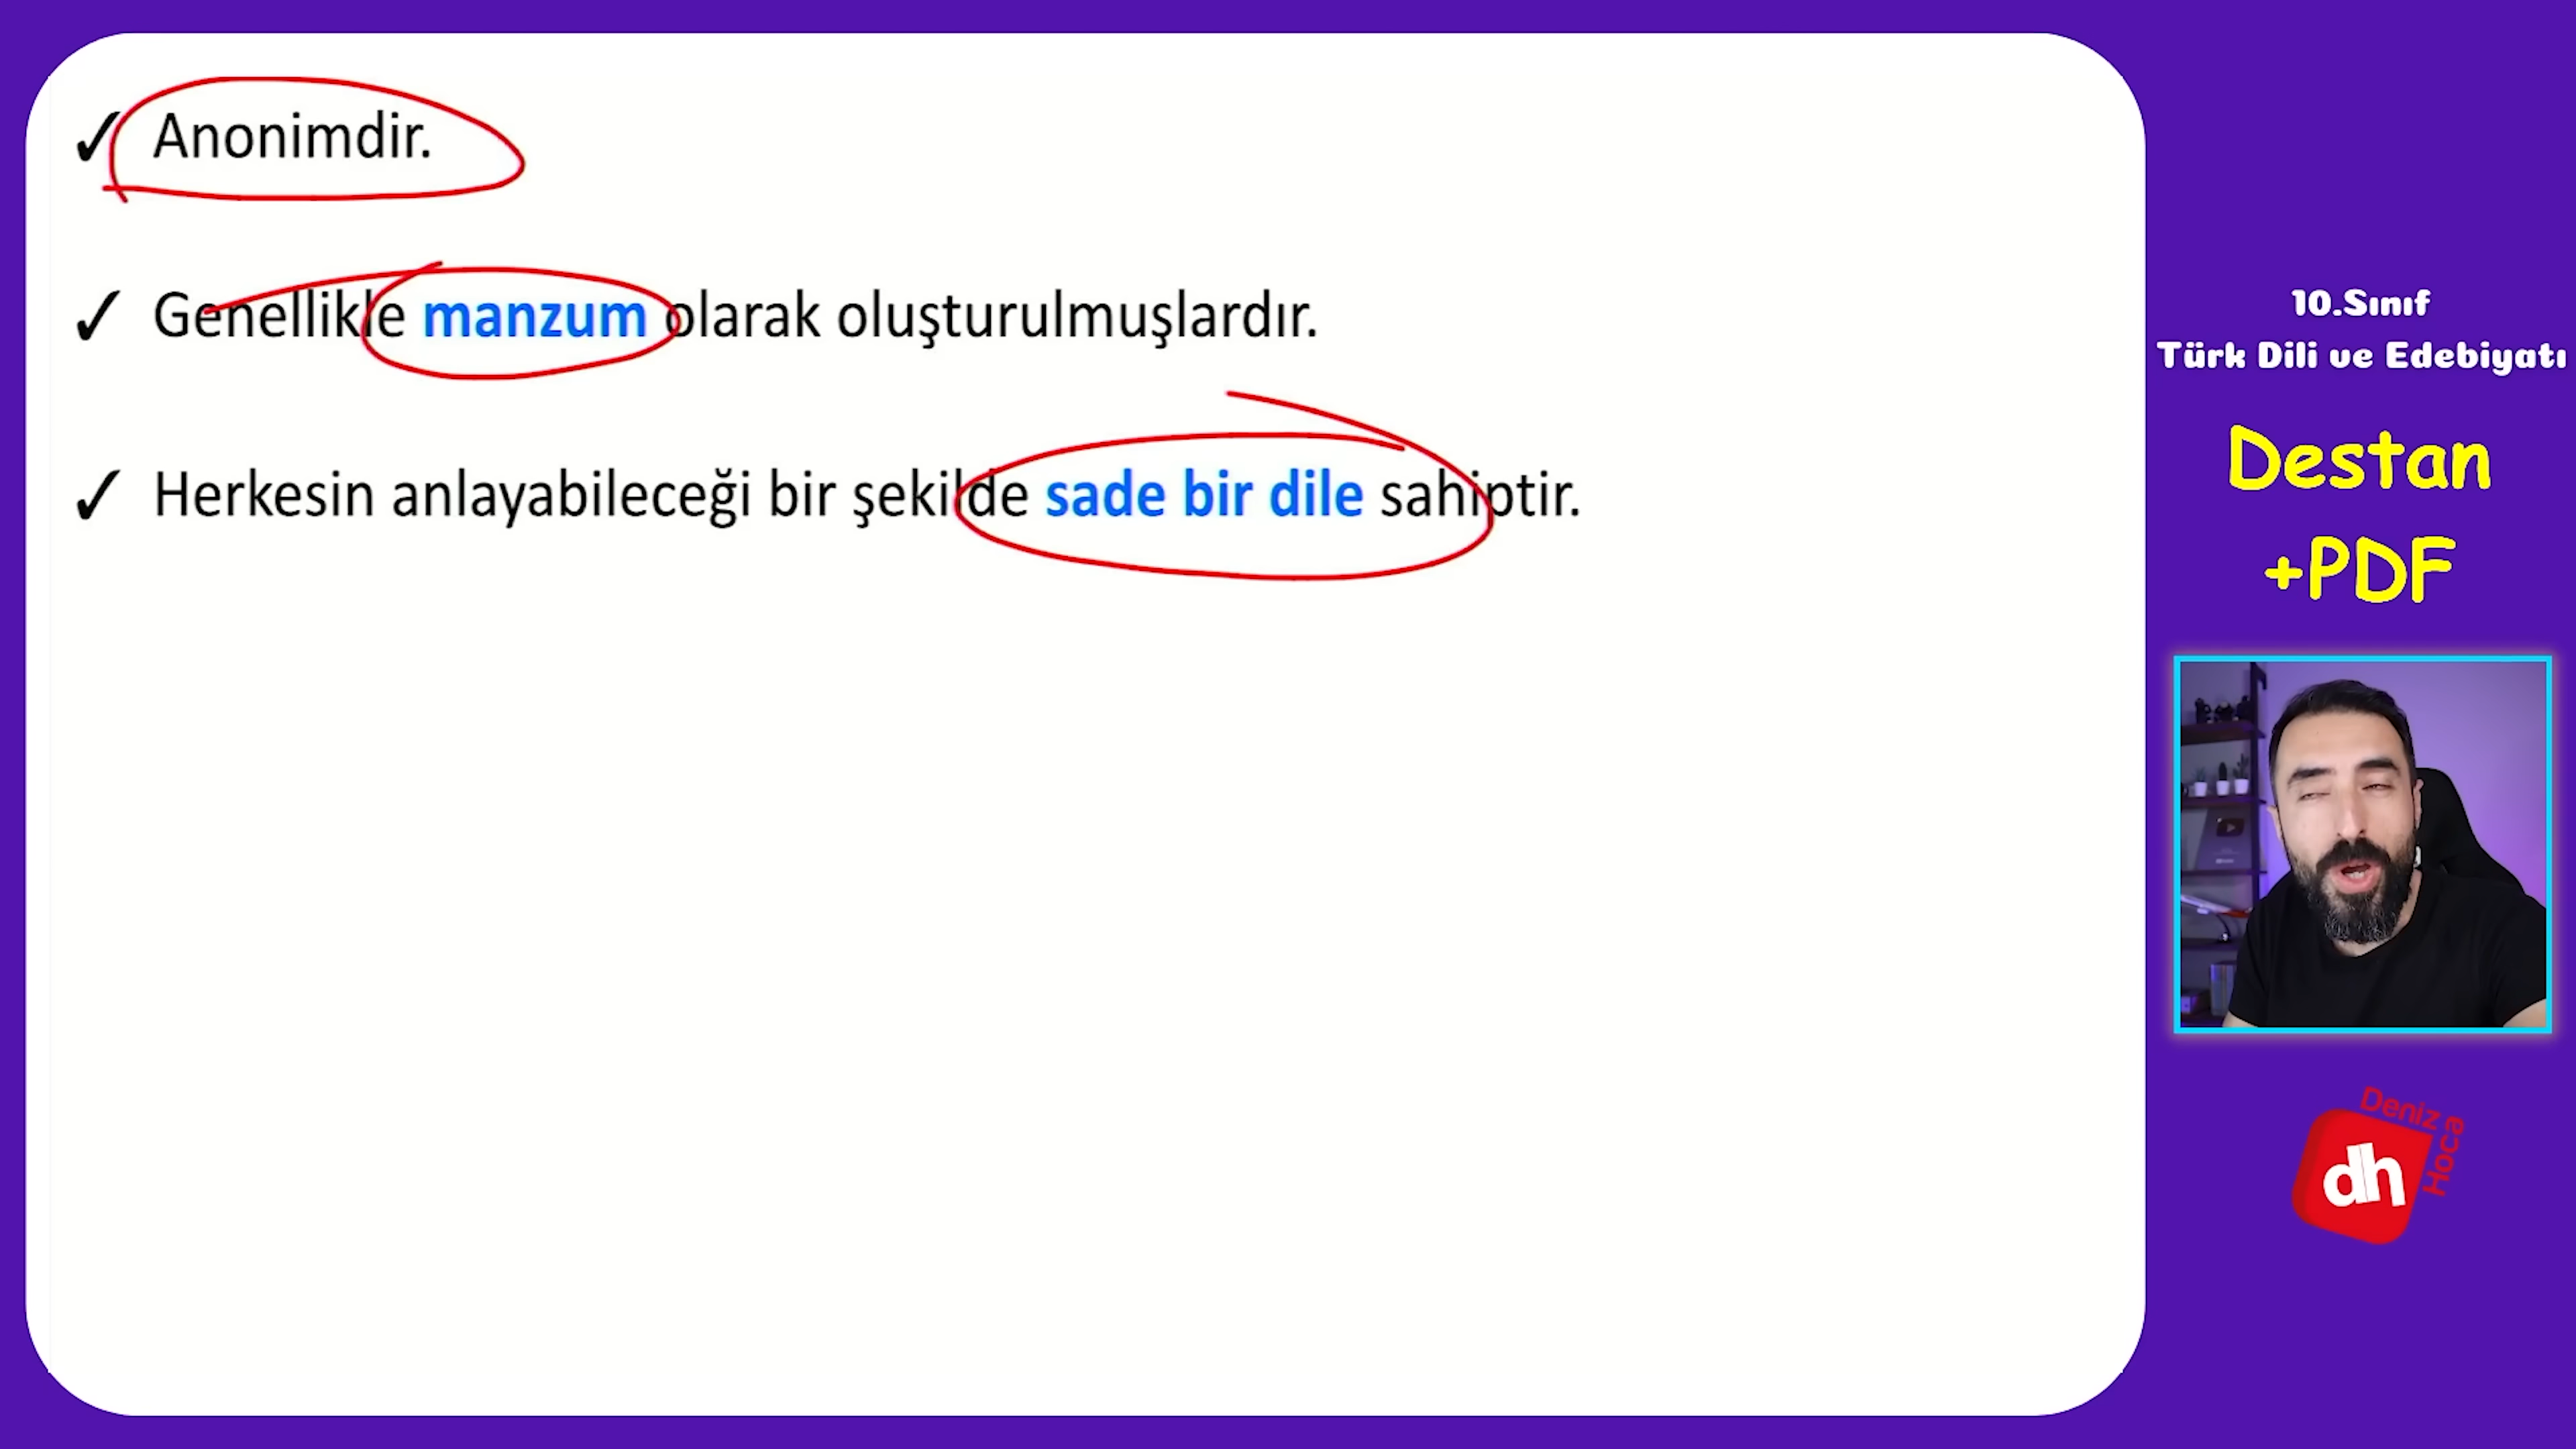 ✓ Anonimdir.
✓ Genellikle manzum olarak oluşturulmuşlardır.
✓ Herkesin anlayabileceği bir şekilde sade bir dile sahiptir.
10.Sınıf
Türk Dili ve Edebiyatı
Destan
+PDF
Deniz Hoca
dh